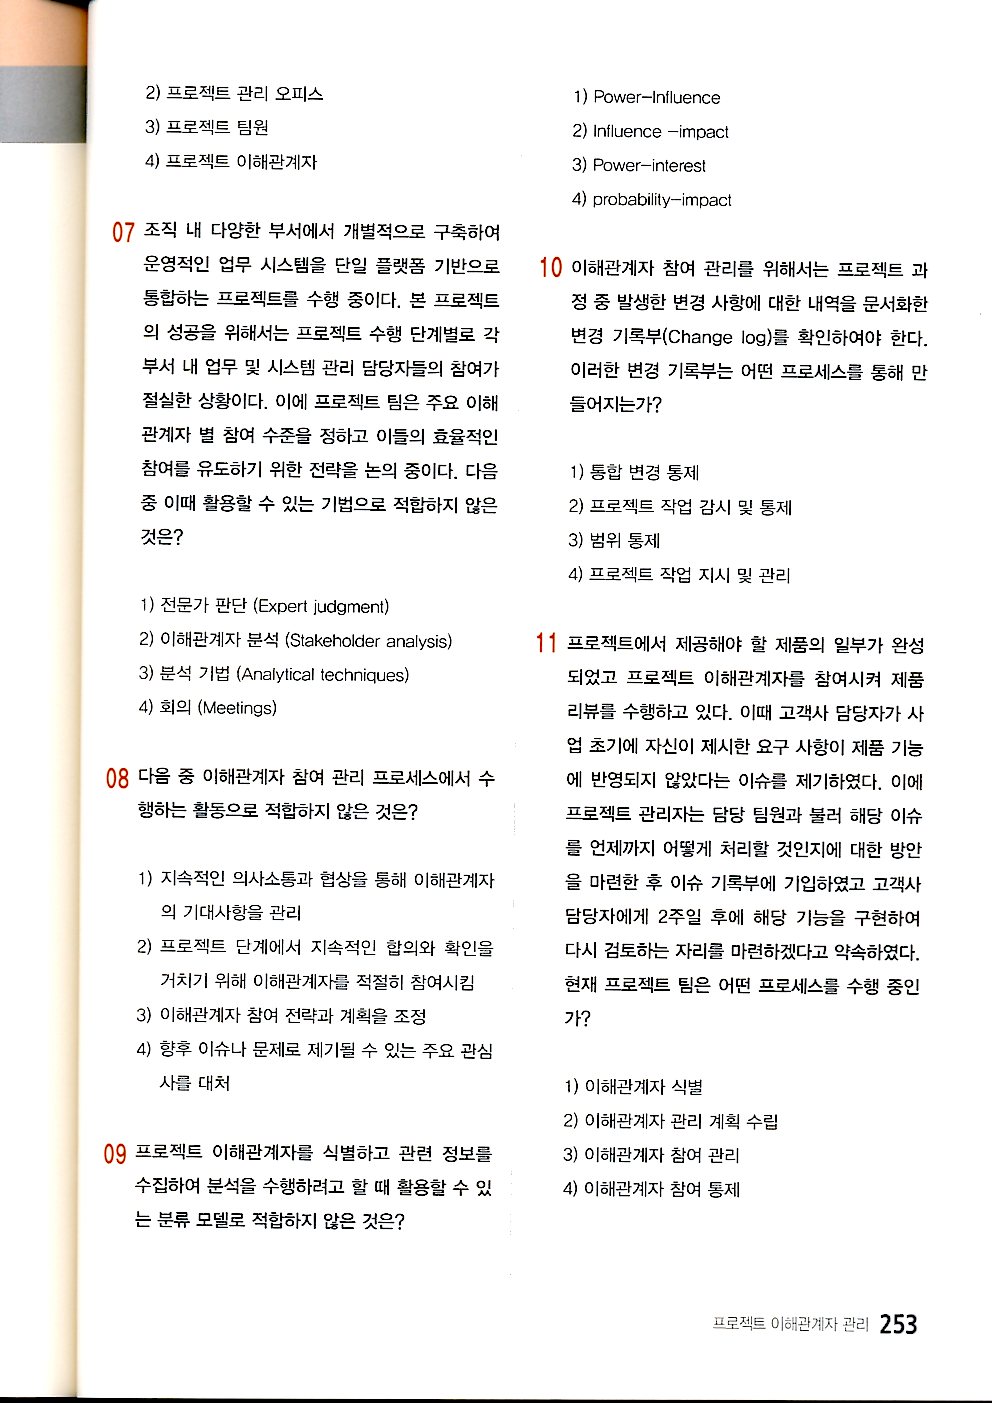 2) 프로젝트 관리 오피스
3) 프로젝트 팀원
4) 프로젝트 이해관계자
07 조직 내 다양한 부서에서 개별적으로 구축하여
운영적인 업무 시스템을 단일 플랫폼 기반으로
통합하는 프로젝트를 수행 중이다. 본 프로젝트
의 성공을 위해서는 프로젝트 수행 단계별로 각
부서 내 업무 및 시스템 관리 담당자들의 참여가
절실한 상황이다. 이에 프로젝트 팀은 주요 이해
관계자 별 참여 수준을 정하고 이들의 효율적인
참여를 유도하기 위한 전략을 논의 중이다. 다음
중 이때 활용할 수 있는 기법으로 적합하지 않은
것은?
1) 전문가 판단 (Expert judgment)
2) 이해관계자 분석 (Stakeholder analysis)
3) 분석 기법 (Analytical techniques)
4) 회의 (Meetings)
08 다음 중 이해관계자 참여 관리 프로세스에서 수
행하는 활동으로 적합하지 않은 것은?
1) 지속적인 의사소통과 협상을 통해 이해관계자
의 기대사항을 관리
2) 프로젝트 단계에서 지속적인 합의와 확인을
거치기 위해 이해관계자를 적절히 참여시킴
3) 이해관계자 참여 전략과 계획을 조정
4) 향후 이슈나 문제로 제기될 수 있는 주요 관심
사를 대처
09 프로젝트 이해관계자를 식별하고 관련 정보를
수집하여 분석을 수행하려고 할 때 활용할 수 있
는 분류 모델로 적합하지 않은 것은?
1) Power-Influence
2) Influence -impact
3) Power-interest
4) probability-impact
10 이해관계자 참여 관리를 위해서는 프로젝트 과
정 중 발생한 변경 사항에 대한 내역을 문서화한
변경 기록부(Change log)를 확인하여야 한다.
이러한 변경 기록부는 어떤 프로세스를 통해 만
들어지는가?
1) 통합 변경 통제
2) 프로젝트 작업 감시 및 통제
3) 범위 통제
4) 프로젝트 작업 지시 및 관리
11 프로젝트에서 제공해야 할 제품의 일부가 완성
되었고 프로젝트 이해관계자를 참여시켜 제품
리뷰를 수행하고 있다. 이때 고객사 담당자가 사
업 초기에 자신이 제시한 요구 사항이 제품 기능
에 반영되지 않았다는 이슈를 제기하였다. 이에
프로젝트 관리자는 담당 팀원과 불러 해당 이슈
를 언제까지 어떻게 처리할 것인지에 대한 방안
을 마련한 후 이슈 기록부에 기입하였고 고객사
담당자에게 2주일 후에 해당 기능을 구현하여
다시 검토하는 자리를 마련하겠다고 약속하였다.
현재 프로젝트 팀은 어떤 프로세스를 수행 중인
가?
1) 이해관계자 식별
2) 이해관계자 관리 계획 수립
3) 이해관계자 참여 관리
4) 이해관계자 참여 통제
프로젝트 이해관계자 관리 253